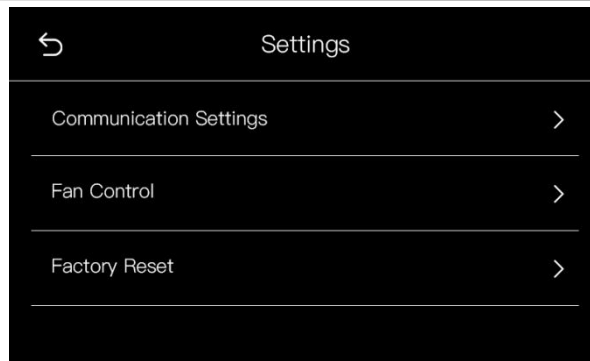 Settings
Communication Settings
Fan Control
Factory Reset